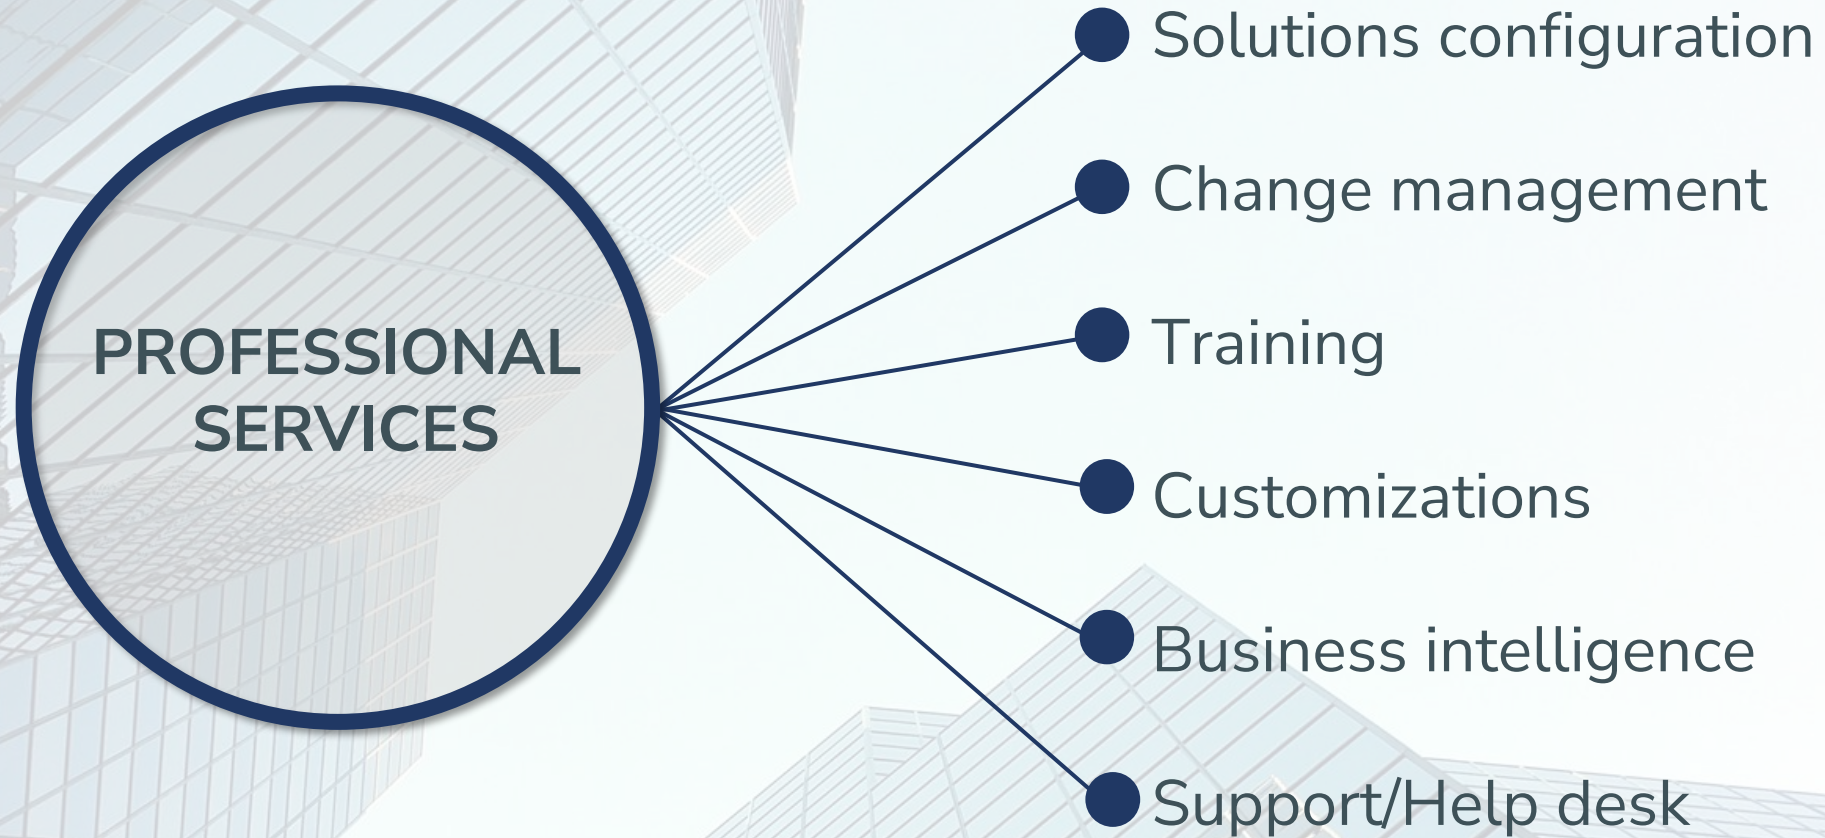 PROFESSIONAL
SERVICES
Solutions configuration
Change management
Training
Customizations
Business intelligence
Support/Help desk